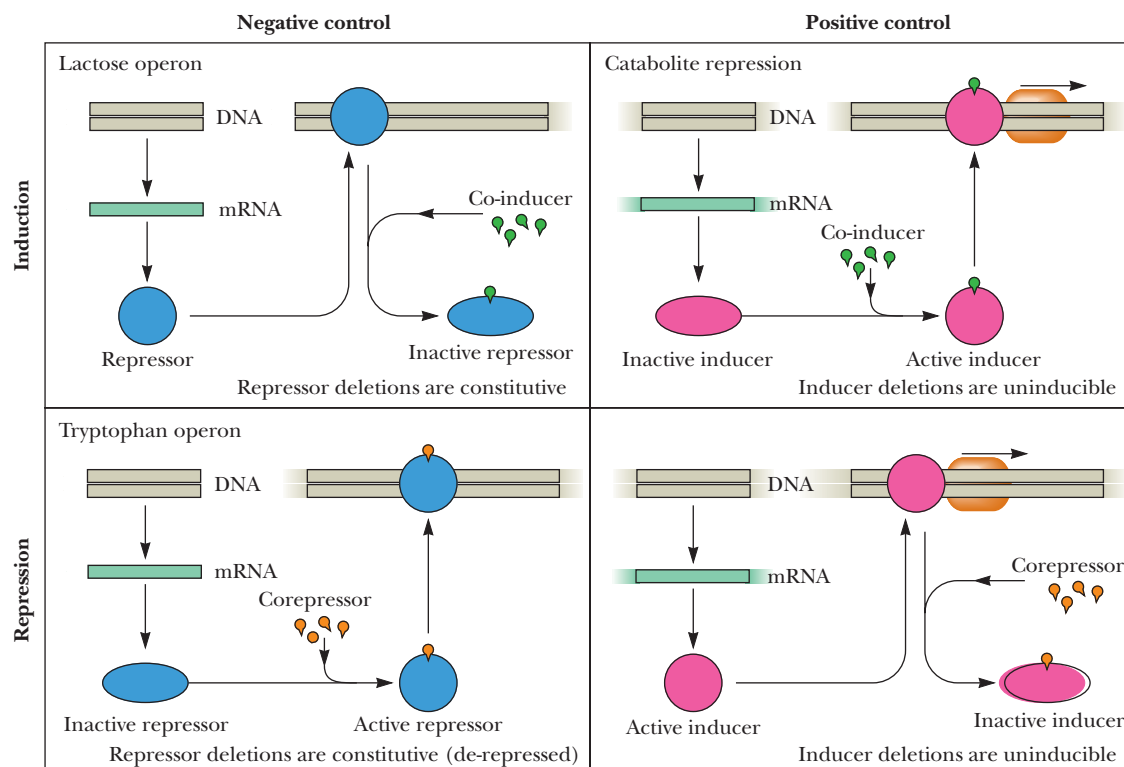 Negative control
Positive control
Induction
Lactose operon
DNA
mRNA
Co-inducer
Repressor
Inactive repressor
Repressor deletions are constitutive
Catabolite repression
DNA
mRNA
Co-inducer
Inactive inducer
Active inducer
Inducer deletions are uninducible
Repression
Tryptophan operon
DNA
mRNA
Corepressor
Inactive repressor
Active repressor
Repressor deletions are constitutive (de-repressed)
DNA
mRNA
Corepressor
Active inducer
Inactive inducer
Inducer deletions are uninducible